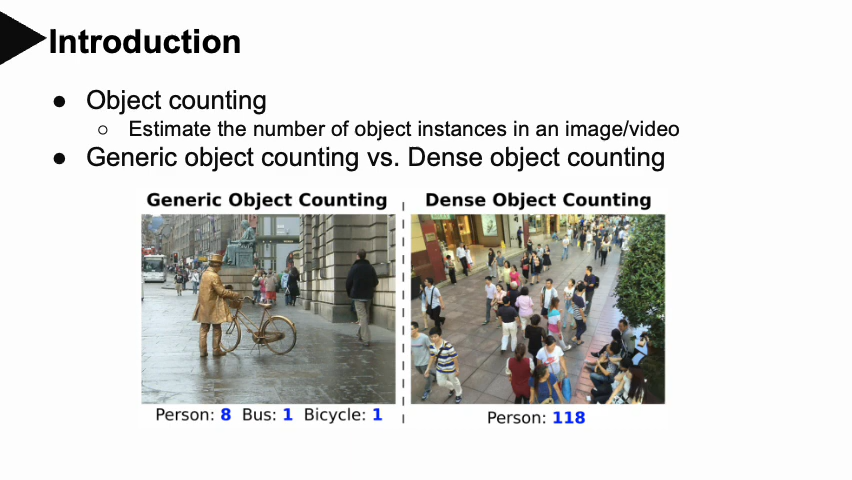 Introduction
● Object counting
○ Estimate the number of object instances in an image/video
● Generic object counting vs. Dense object counting
Generic Object Counting
Dense Object Counting
Person: 8 Bus: 1 Bicycle: 1
Person: 118